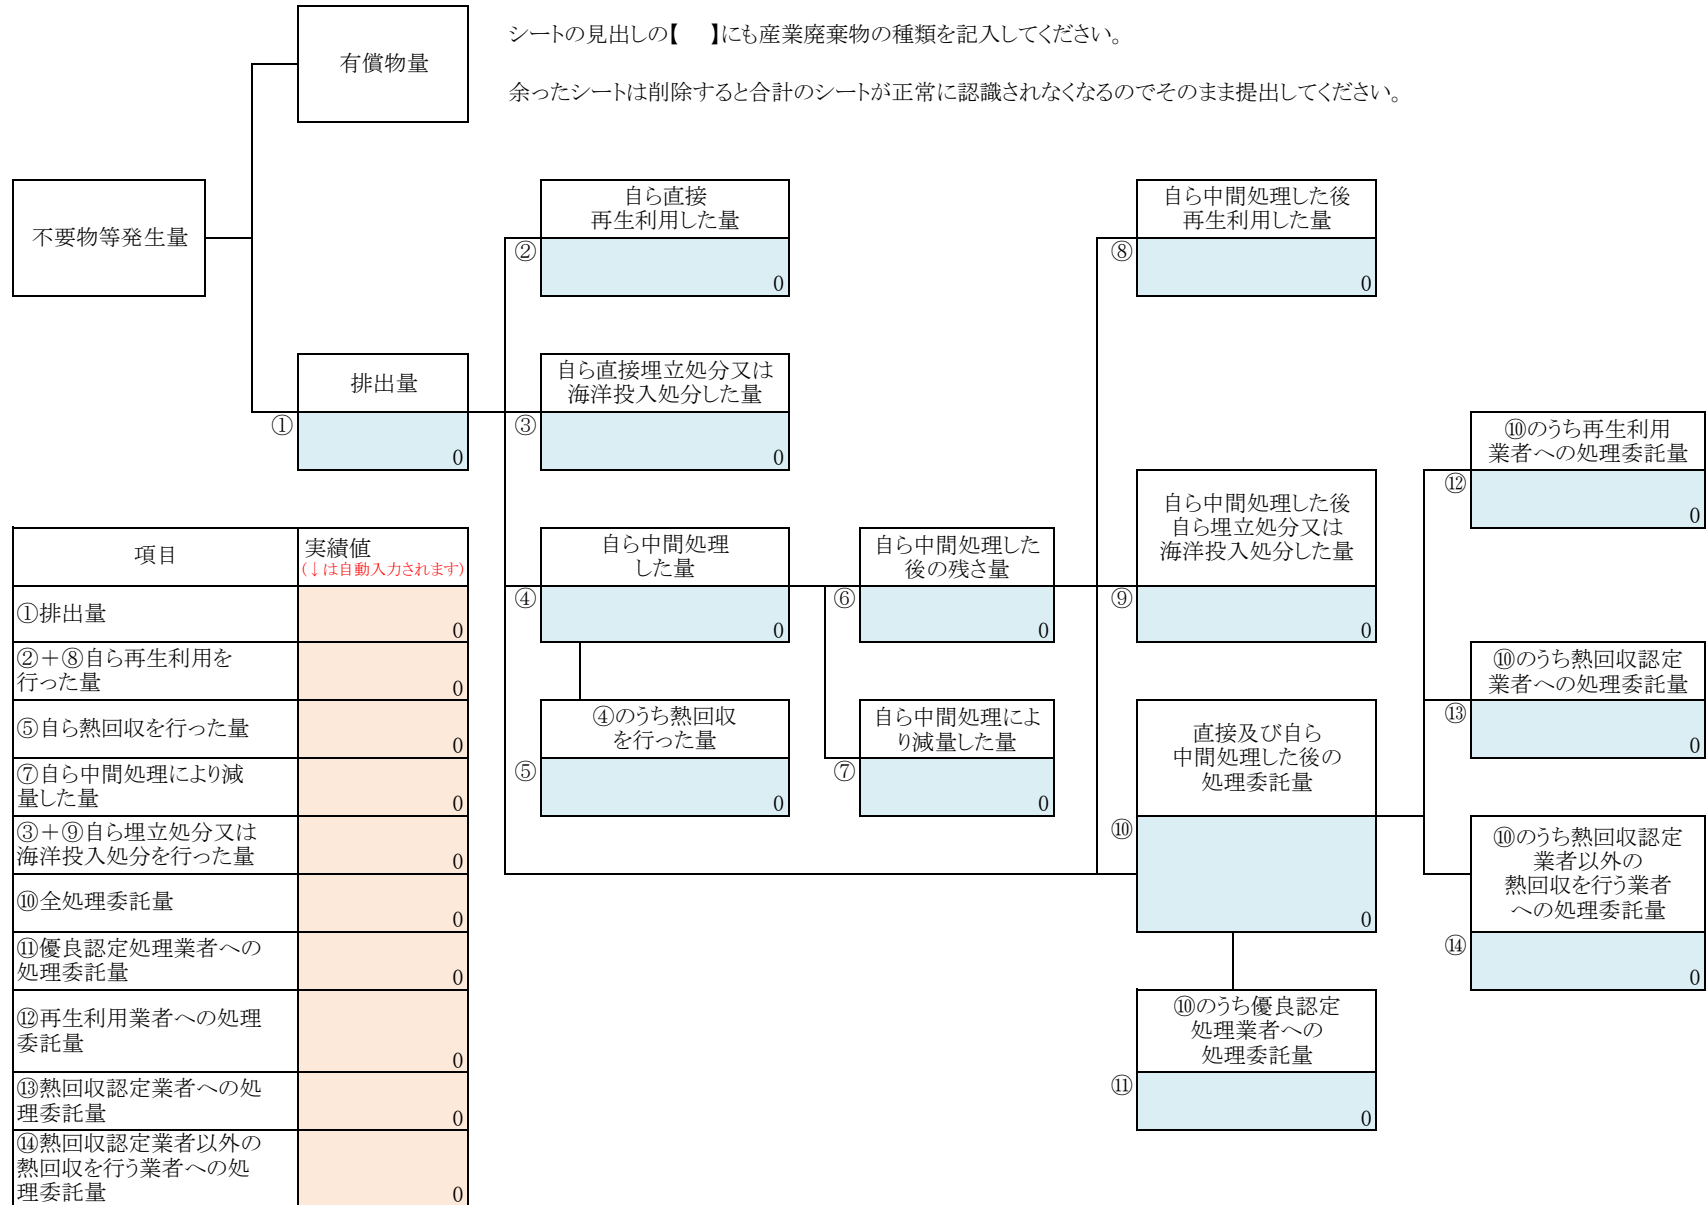 シートの見出しの【　】にも産業廃棄物の種類を記入してください。
余ったシートは削除すると合計のシートが正常に認識されなくなるのでそのまま提出してください。
有償物量
不要物等発生量
排出量
①
0
自ら直接
再生利用した量
②
0
自ら直接埋立処分又は
海洋投入処分した量
③
0
自ら中間処理
した量
④
0
④のうち熱回収
を行った量
⑤
0
自ら中間処理した
後の残さ量
⑥
0
自ら中間処理によ
り減量した量
⑦
0
自ら中間処理した後
再生利用した量
⑧
0
自ら中間処理した後
自ら埋立処分又は
海洋投入処分した量
⑨
0
直接及び自ら
中間処理した後の
処理委託量
⑩
0
⑩のうち優良認定
処理業者への
処理委託量
⑪
0
⑩のうち再生利用
業者への処理委託量
⑫
0
⑩のうち熱回収認定
業者への処理委託量
⑬
0
⑩のうち熱回収認定
業者以外の
熱回収を行う業者
への処理委託量
⑭
0
項目
実績値
(↓は自動入力されます)
①排出量
0
②＋⑧自ら再生利用を
行った量
0
⑤自ら熱回収を行った量
0
⑦自ら中間処理により減
量した量
0
③＋⑨自ら埋立処分又は
海洋投入処分を行った量
0
⑩全処理委託量
0
⑪優良認定処理業者への
処理委託量
0
⑫再生利用業者への処理
委託量
0
⑬熱回収認定業者への処
理委託量
0
⑭熱回収認定業者以外の
熱回収を行う業者への処
理委託量
0